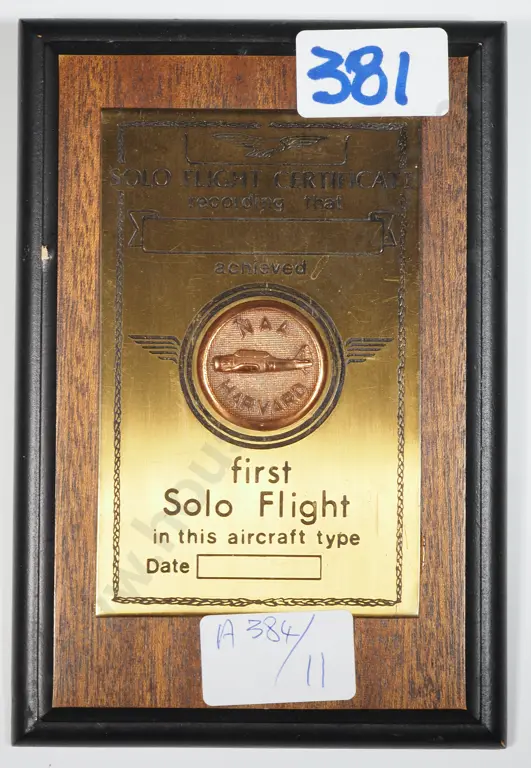 381
SOLO FLIGHT CERTIFICATE
recording that
achieved
NAA
HARVARD
first
Solo Flight
in this aircraft type
Date
A 384/11